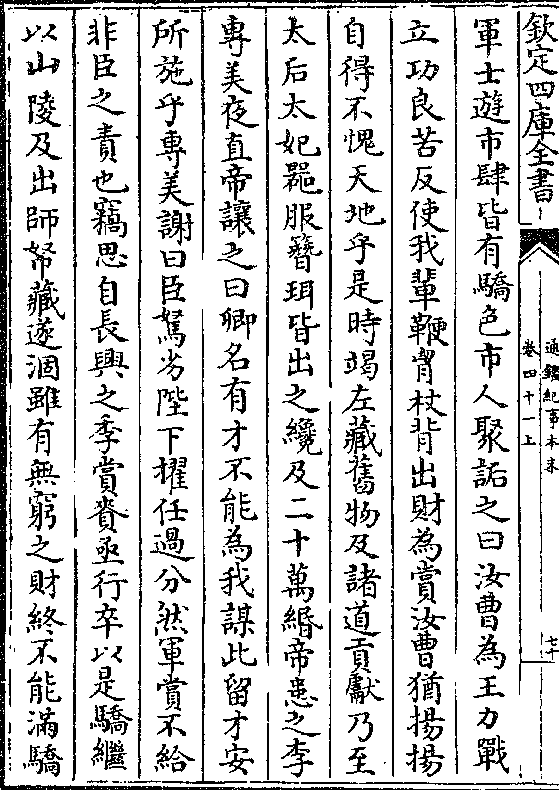 欽定四庫全書
通鑑紀事本末
卷四十一上
七十
軍士遊市肆皆有驕色市人聚詬之曰汝曹為王力戰
立功良苦反使我輩鞭胷杖背出財為賞汝曹猶揚揚
自得不愧天地乎是時竭左藏舊物及諸道貢獻乃至
太后太妃器服簪珥皆出之纔及二十萬緡帝患之李
専美夜直帝讓之曰卿名有才不能為我謀此留才安
所施乎専美謝曰臣駑劣陛下擢任過分然軍賞不給
非臣之責也竊思自長興之季賞賚亟行卒以是驕繼
以山陵及出師帑藏遂涸雖有無窮之財終不能滿驕